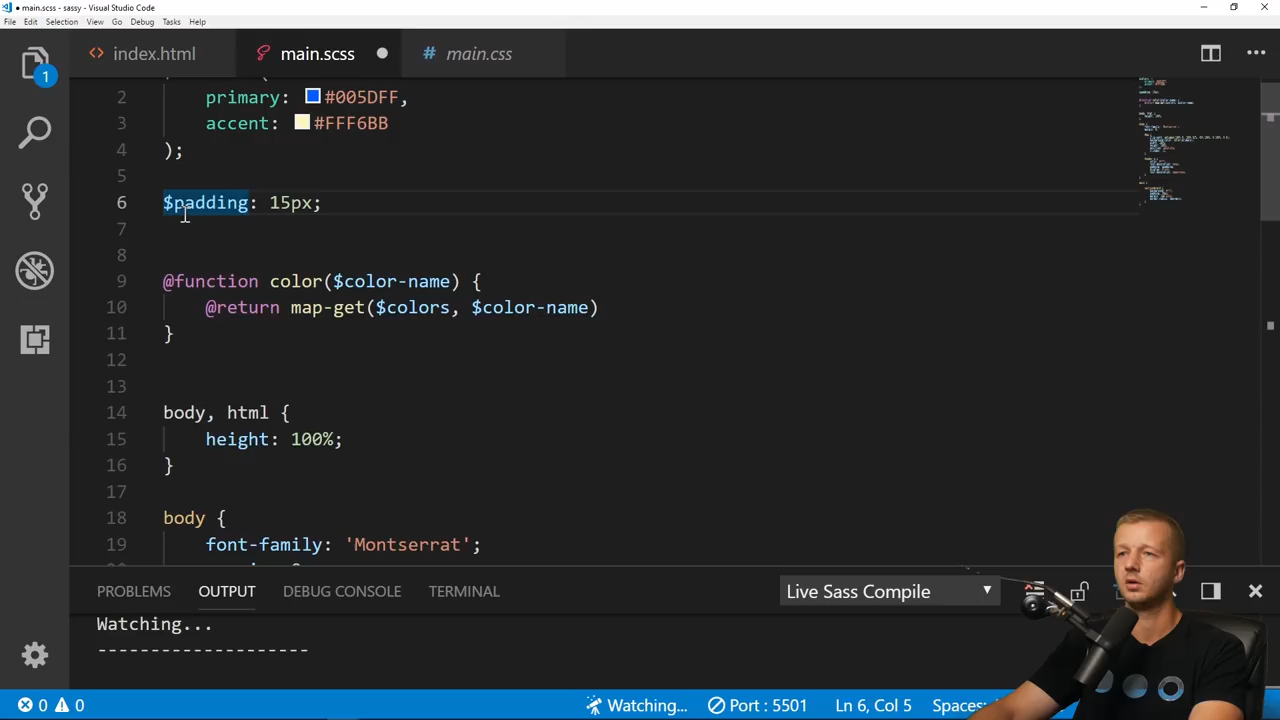 main.scss - sassy - Visual Studio Code
File Edit Selection View Go Debug Tasks Help
index.html main.scss # main.css
1
2 primary: #005DFF,
3 accent: #FFF6BB
4 );
5
6 $padding: 15px;
7
8
9 @function color($color-name) {
10 @return map-get($colors, $color-name)
11 }
12
13
14 body, html {
15 height: 100%;
16 }
17
18 body {
19 font-family: 'Montserrat';
PROBLEMS OUTPUT DEBUG CONSOLE TERMINAL Live Sass Compile
Watching...
--------------------
0 0 Watching... Port : 5501 Ln 6, Col 5 Spaces: